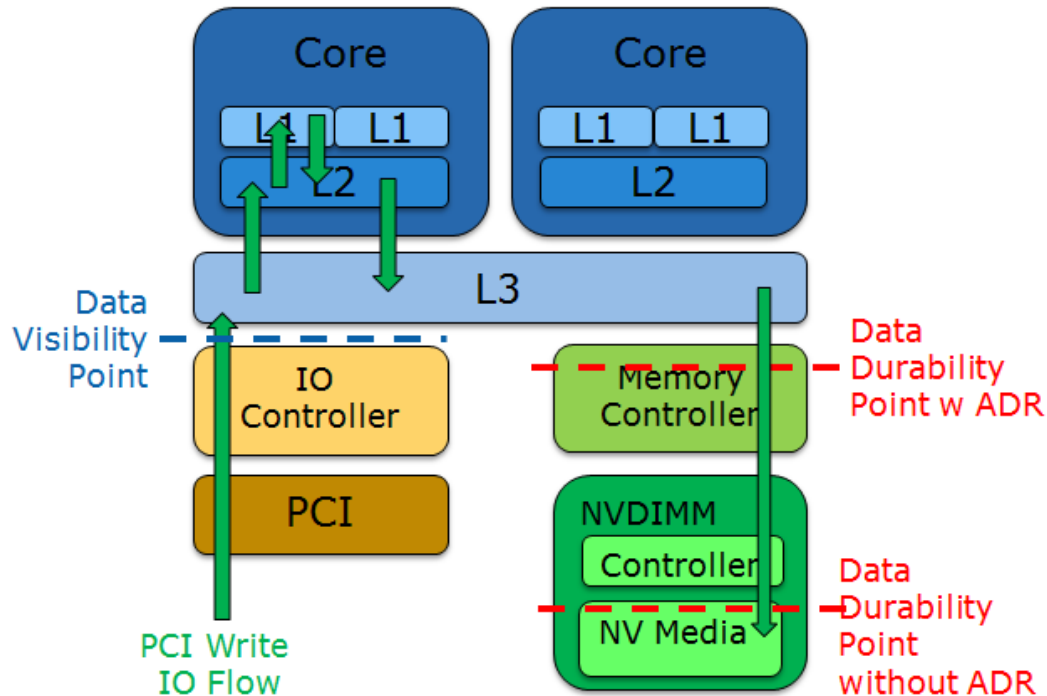 Core
Core
L1
L1
L1
L1
L2
L2
L3
Data
Visibility
Point
IO
Controller
Memory
Controller
Data
Durability
Point w ADR
PCI
NVDIMM
Controller
NV Media
Data
Durability
Point
without ADR
PCI Write
IO Flow